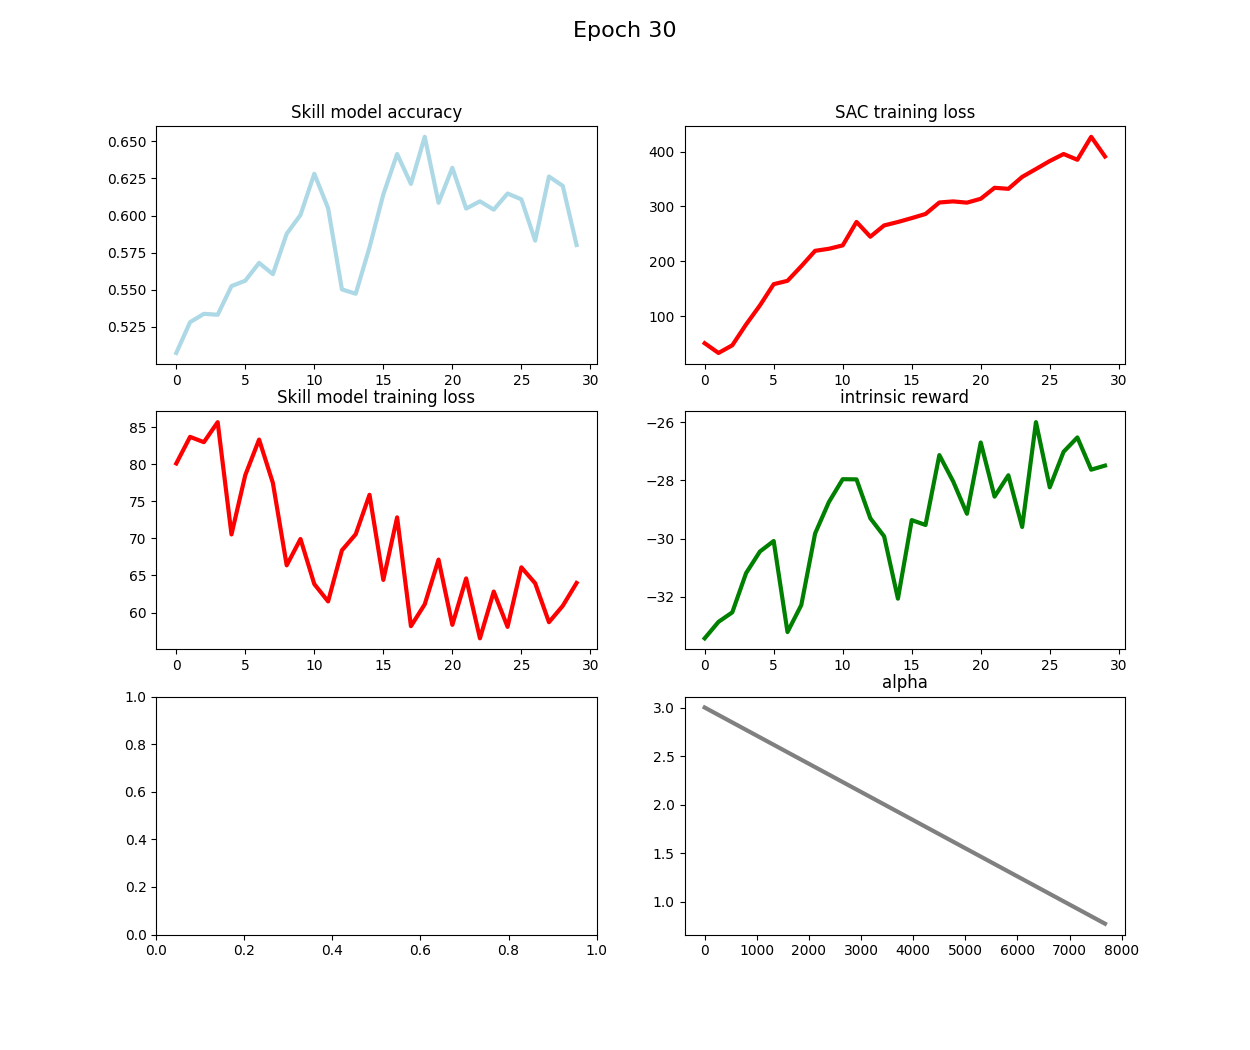 Epoch 30
Skill model accuracy
0.650
0.625
0.600
0.575
0.550
0.525
0 5 10 15 20 25 30
SAC training loss
400
300
200
100
0 5 10 15 20 25 30
Skill model training loss
85
80
75
70
65
60
0 5 10 15 20 25 30
intrinsic reward
−26
−28
−30
−32
0 5 10 15 20 25 30
1.0
0.8
0.6
0.4
0.2
0.0
0.0 0.2 0.4 0.6 0.8 1.0
alpha
3.0
2.5
2.0
1.5
1.0
0 1000 2000 3000 4000 5000 6000 7000 8000